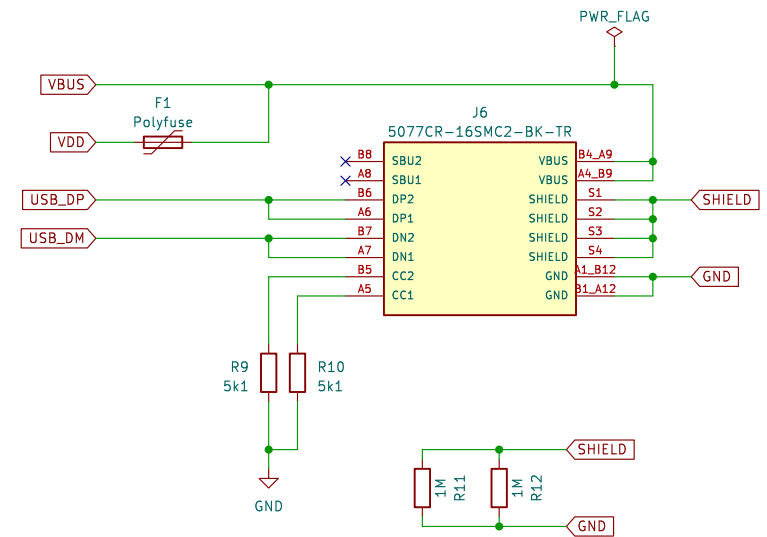 PWR_FLAG
VBUS
F1
Polyfuse
VDD
J6
5077CR-16SMC2-BK-TR
B8 SBU2 VBUS B4_A9
A8 SBU1 VBUS A4_B9
USB_DP B6 DP2 SHIELD S1 SHIELD
A6 DP1 SHIELD S2
USB_DM B7 DN2 SHIELD S3
A7 DN1 SHIELD S4
B5 CC2 GND A1_B12 GND
A5 CC1 GND B1_A12
R9 R10
5k1 5k1
GND
SHIELD
1M R11 1M R12
GND